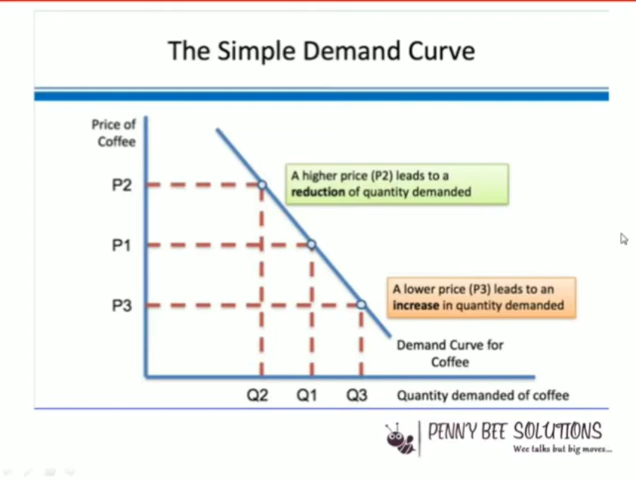 The Simple Demand Curve
Price of
Coffee
P2
A higher price (P2) leads to a
reduction of quantity demanded
P1
A lower price (P3) leads to an
increase in quantity demanded
P3
Demand Curve for
Coffee
Q2 Q1 Q3 Quantity demanded of coffee
PENNY BEE SOLUTIONS
Wee talks but big moves...